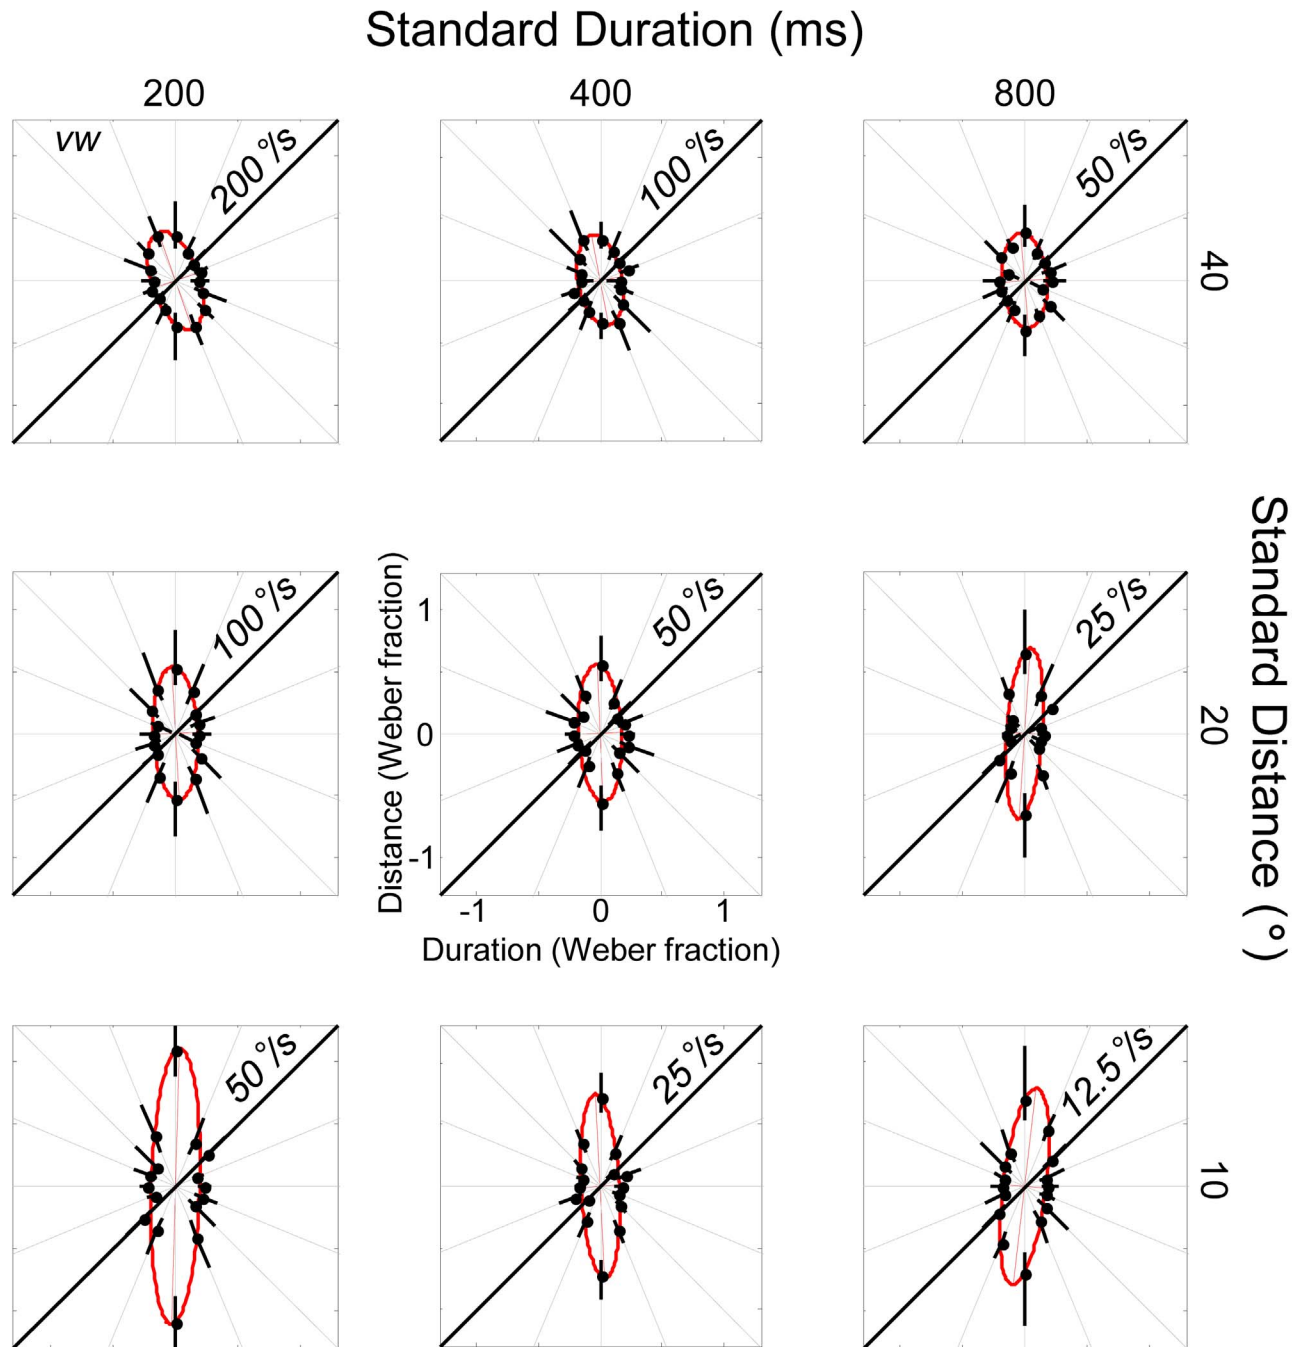 Standard Duration (ms)
200
400
800
vw
200°/s
100°/s
50°/s
40
100°/s
50°/s
25°/s
20
Standard Distance (°)
Distance (Weber fraction)
1
0
-1
-1
0
1
Duration (Weber fraction)
50°/s
25°/s
12.5°/s
10